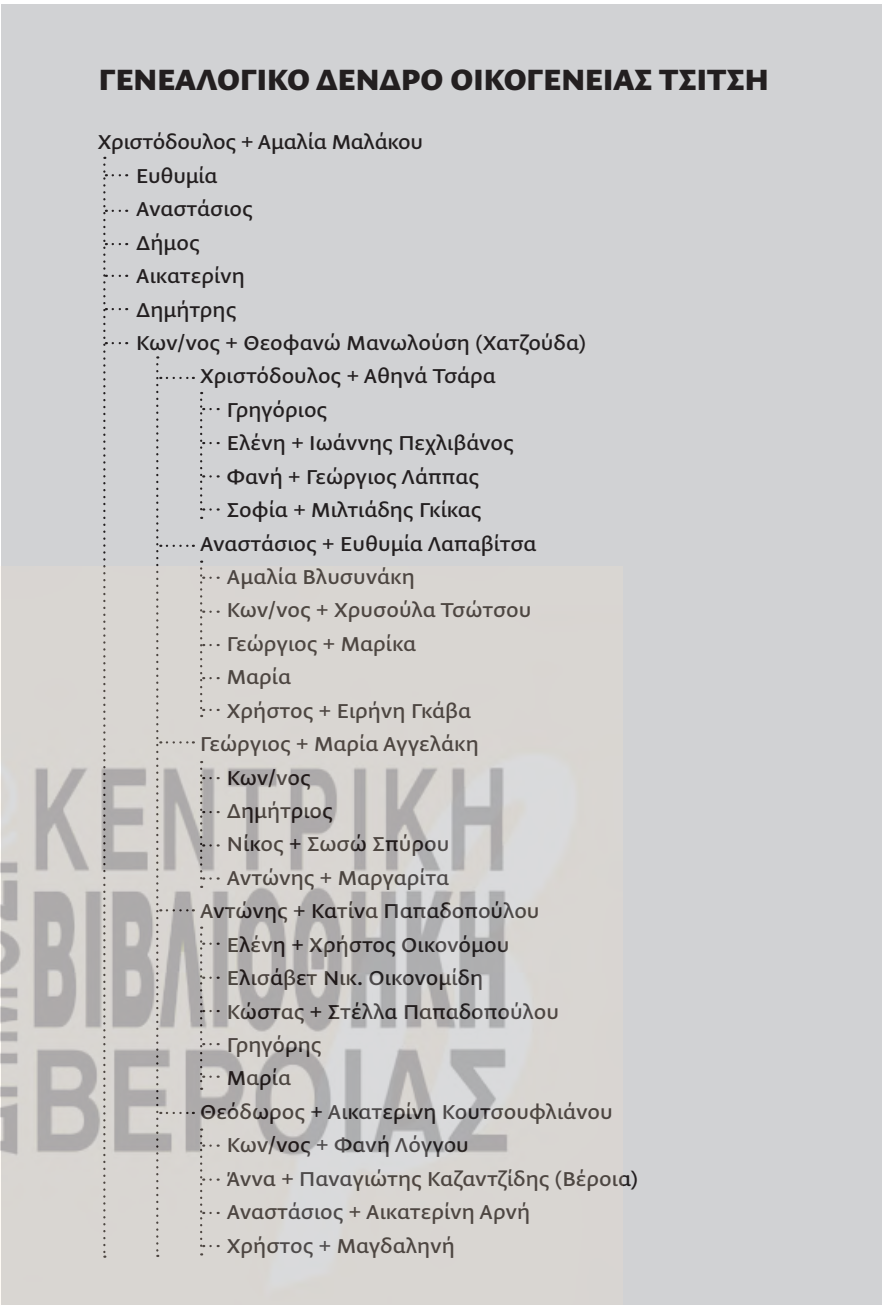 ΓΕΝΕΑΛΟΓΙΚΟ ΔΕΝΔΡΟ ΟΙΚΟΓΕΝΕΙΑΣ ΤΣΙΤΣΗ
Χριστόδουλος + Αμαλία Μαλάκου
Ευθυμία
Αναστάσιος
Δήμος
Αικατερίνη
Δημήτρης
Κων/νος + Θεοφανώ Μανωλούση (Χατζούδα)
Χριστόδουλος + Αθηνά Τσάρα
Γρηγόριος
Ελένη + Ιωάννης Πεχλιβάνος
Φανή + Γεώργιος Λάππας
Σοφία + Μιλτιάδης Γκίκας
Αναστάσιος + Ευθυμία Λαπαβίτσα
Αμαλία Βλυσυνάκη
Κων/νος + Χρυσούλα Τσώτσου
Γεώργιος + Μαρίκα
Μαρία
Χρήστος + Ειρήνη Γκάβα
Γεώργιος + Μαρία Αγγελάκη
Κων/νος
Δημήτριος
Νίκος + Σωσώ Σπύρου
Αντώνης + Μαργαρίτα
Αντώνης + Κατίνα Παπαδοπούλου
Ελένη + Χρήστος Οικονόμου
Ελισάβετ Νικ. Οικονομίδη
Κώστας + Στέλλα Παπαδοπούλου
Γρηγόρης
Μαρία
Θεόδωρος + Αικατερίνη Κουτσουφλιάνου
Κων/νος + Φανή Λόγγου
Άννα + Παναγιώτης Καζαντζίδης (Βέροια)
Αναστάσιος + Αικατερίνη Αρνή
Χρήστος + Μαγδαληνή
ΚΕΝΤΡΙΚΗ
ΒΙΒΛΙΟΘΗΚΗ
ΒΕΡΟΙΑΣ